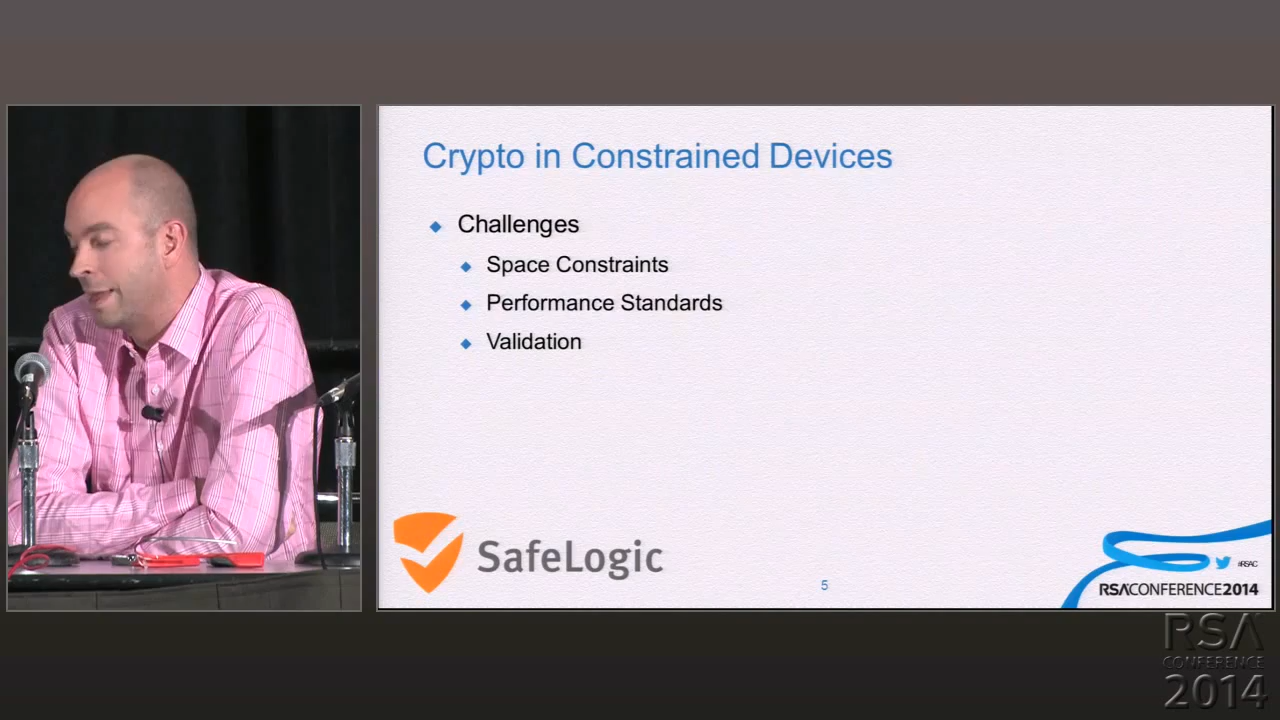 Crypto in Constrained Devices
Challenges
Space Constraints
Performance Standards
Validation
SafeLogic
5
#RSAC
RSACONFERENCE2014
RSA
CONFERENCE
2014